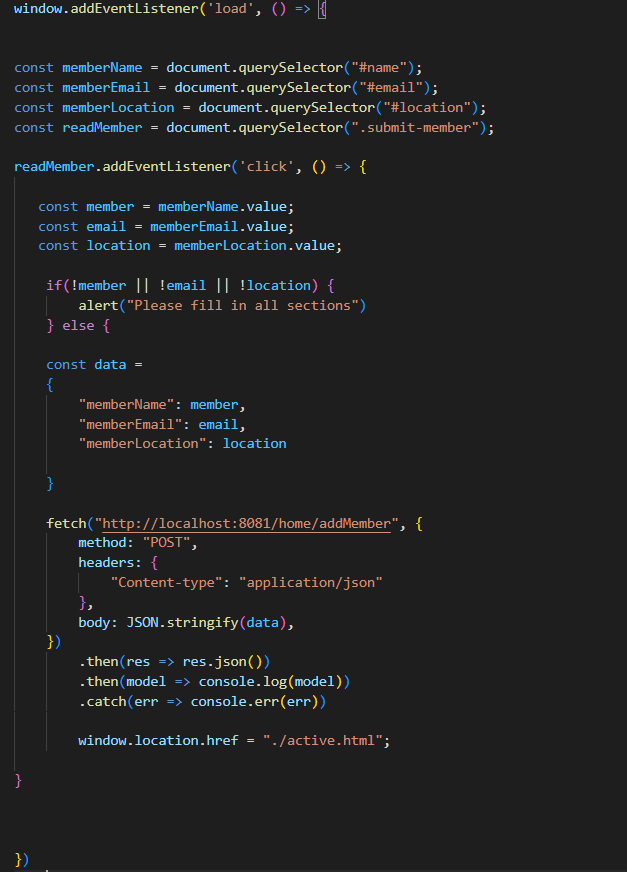 window.addEventListener('load', () => {
const memberName = document.querySelector("#name");
const memberEmail = document.querySelector("#email");
const memberLocation = document.querySelector("#location");
const readMember = document.querySelector(".submit-member");
readMember.addEventListener('click', () => {
const member = memberName.value;
const email = memberEmail.value;
const location = memberLocation.value;
if(!member || !email || !location) {
alert("Please fill in all sections")
} else {
const data =
{
"memberName": member,
"memberEmail": email,
"memberLocation": location
}
fetch("http://localhost:8081/home/addMember", {
method: "POST",
headers: {
"Content-type": "application/json"
},
body: JSON.stringify(data),
})
.then(res => res.json())
.then(model => console.log(model))
.catch(err => console.err(err))
window.location.href = "./active.html";
}
})